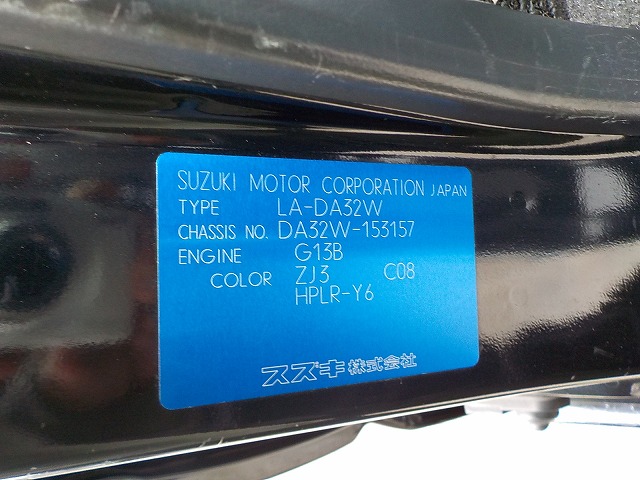 SUZUKI MOTOR CORPORATION JAPAN
TYPE LA-DA32W
CHASSIS NO. DA32W-153157
ENGINE G13B
COLOR ZJ3 C08
HPLR-Y6
スズキ株式会社